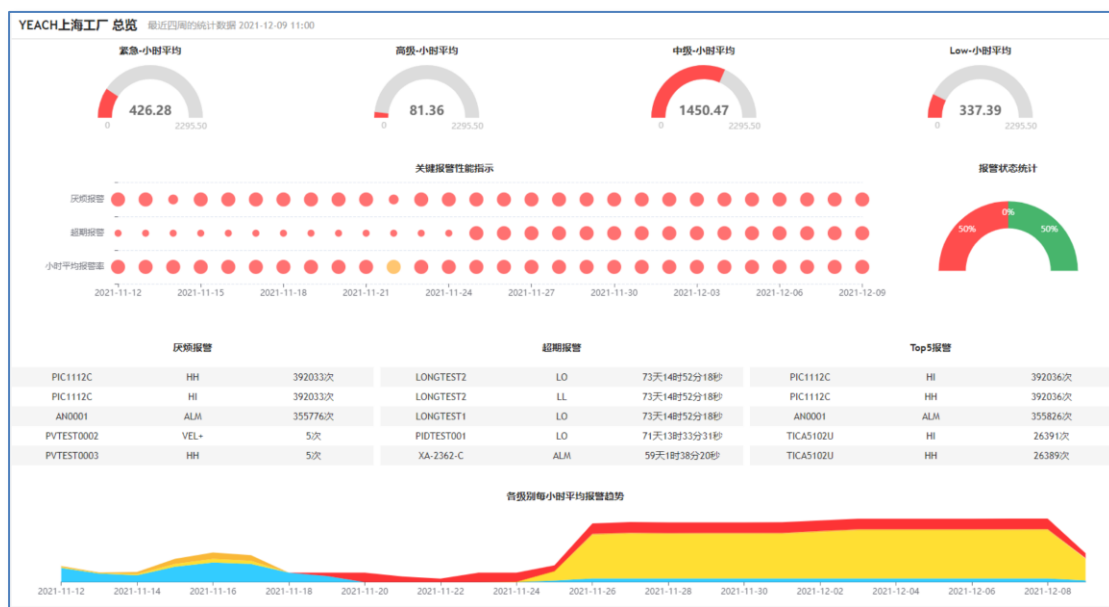 YEACH上海工厂 总览 最近四周的统计数据 2021-12-09 11:00
紧急-小时平均 高级-小时平均 中级-小时平均 Low-小时平均
426.28 81.36 1450.47 337.39
0 2295.50 0 2295.50 0 2295.50 0 2295.50
关键报警性能指示 报警状态统计
厌烦报警
超期报警
小时平均报警率
0%
50% 50%
2021-11-12 2021-11-15 2021-11-18 2021-11-21 2021-11-24 2021-11-27 2021-11-30 2021-12-03 2021-12-06 2021-12-09
厌烦报警 超期报警 Top5报警
PIC1112C HH 392033次 LONGTEST2 LO 73天14时52分18秒 PIC1112C HI 392036次
PIC1112C HI 392033次 LONGTEST2 LL 73天14时52分18秒 PIC1112C HH 392036次
AN0001 ALM 355776次 LONGTEST1 LO 73天14时52分18秒 AN0001 ALM 355826次
PVTEST0002 VEL+ 5次 PIDTEST001 LO 71天13时33分31秒 TICA5102U HI 26391次
PVTEST0003 HH 5次 XA-2362-C ALM 59天1时38分20秒 TICA5102U HH 26389次
各级别每小时平均报警趋势
2021-11-12 2021-11-14 2021-11-16 2021-11-18 2021-11-20 2021-11-22 2021-11-24 2021-11-26 2021-11-28 2021-11-30 2021-12-02 2021-12-04 2021-12-06 2021-12-08